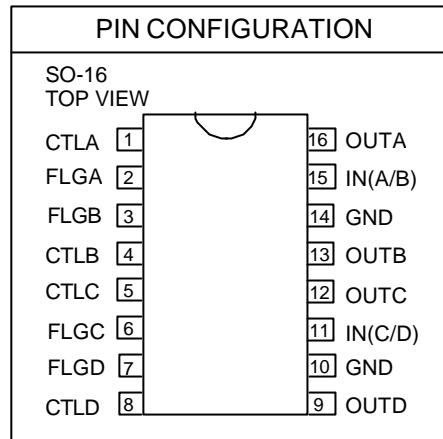 PIN CONFIGURATION
SO-16
TOP VIEW
CTLA 1 16 OUTA
FLGA 2 15 IN(A/B)
FLGB 3 14 GND
CTLB 4 13 OUTB
CTLC 5 12 OUTC
FLGC 6 11 IN(C/D)
FLGD 7 10 GND
CTLD 8 9 OUTD